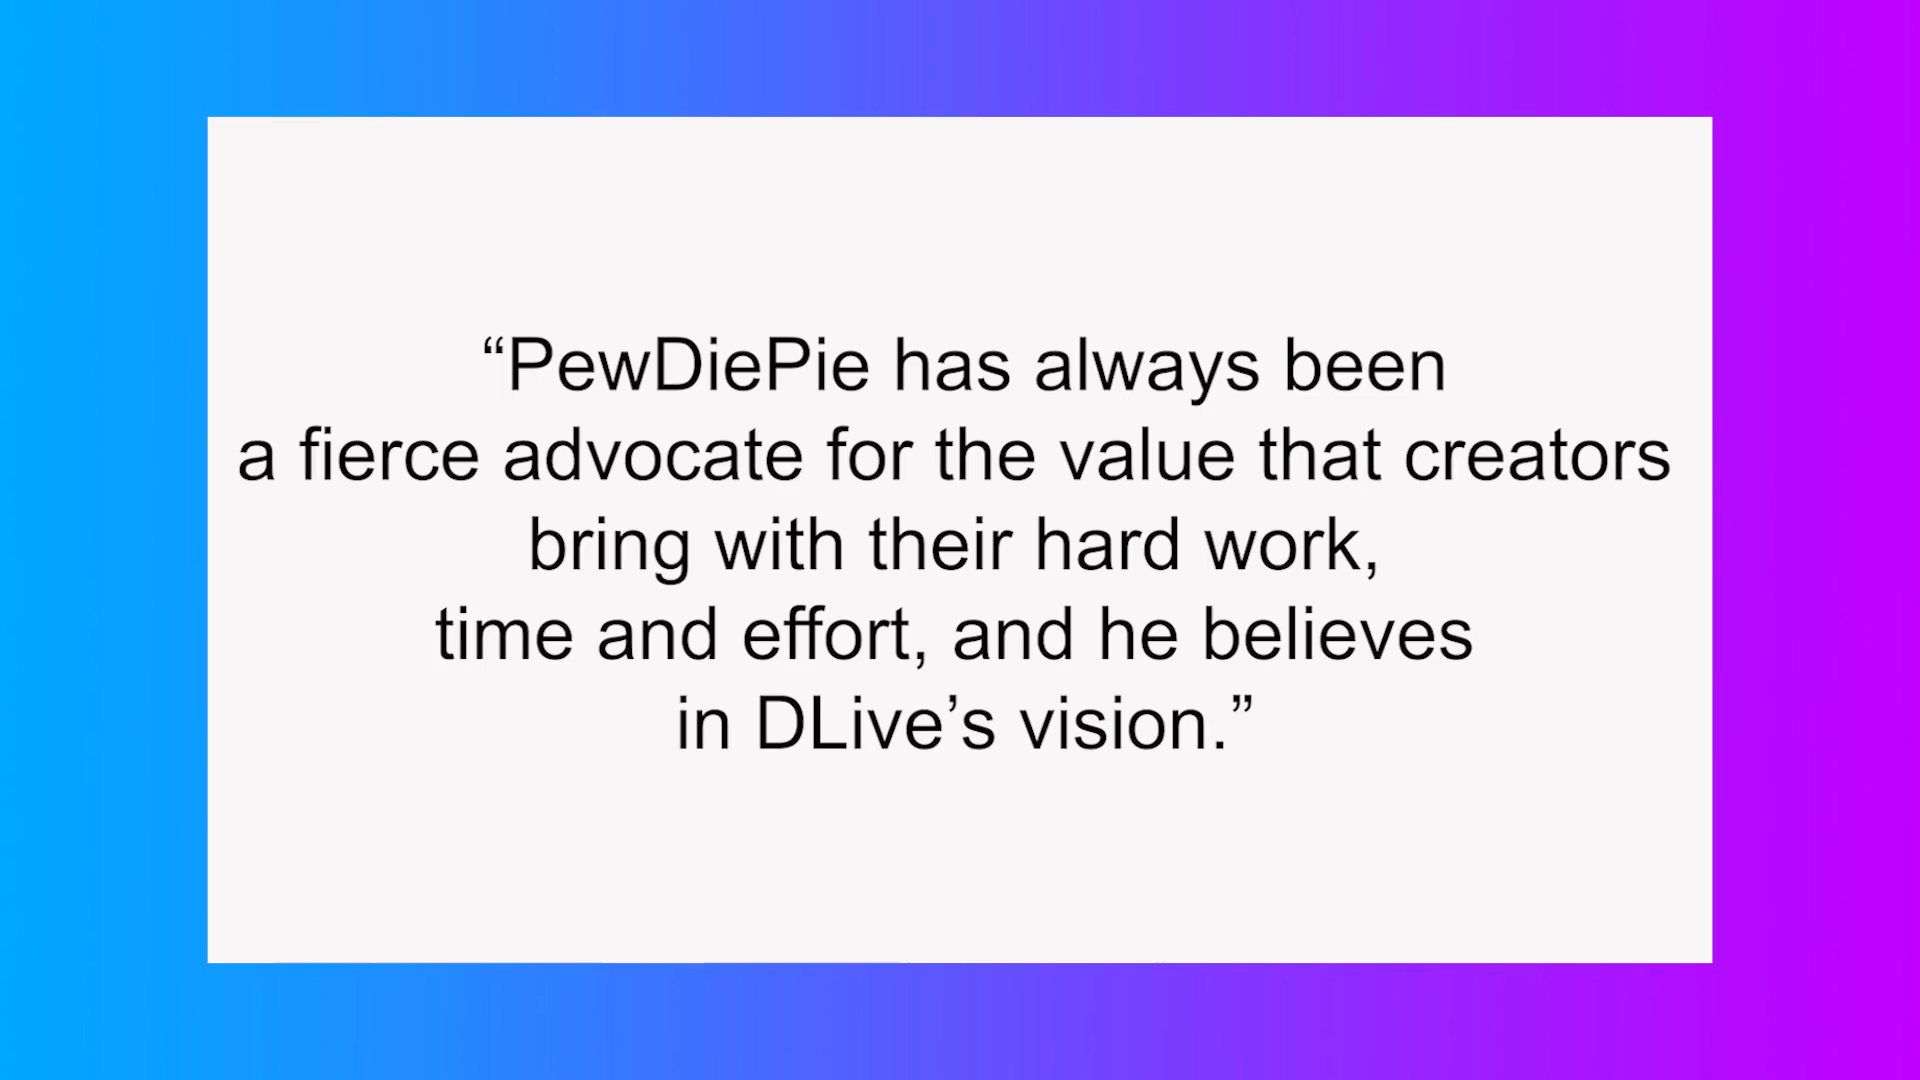 “PewDiePie has always been
a fierce advocate for the value that creators
bring with their hard work,
time and effort, and he believes
in DLive’s vision.”